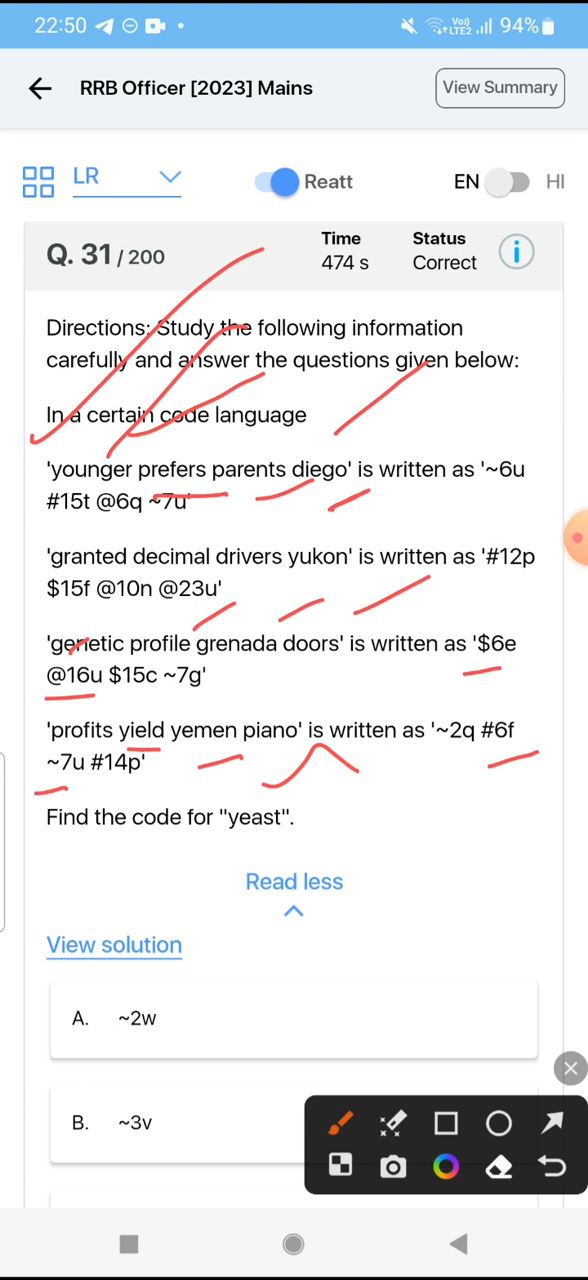 22:50
Vo))
LTE2
94%
RRB Officer [2023] Mains
View Summary
LR
Reatt
EN
HI
Q. 31 / 200
Time
474 s
Status
Correct
i
Directions: Study the following information
carefully and answer the questions given below:
In a certain code language
'younger prefers parents diego' is written as '~6u
#15t @6q ~7u'
'granted decimal drivers yukon' is written as '#12p
$15f @10n @23u'
'genetic profile grenada doors' is written as '$6e
@16u $15c ~7g'
'profits yield yemen piano' is written as '~2q #6f
~7u #14p'
Find the code for "yeast".
Read less
View solution
A. ~2w
B. ~3v